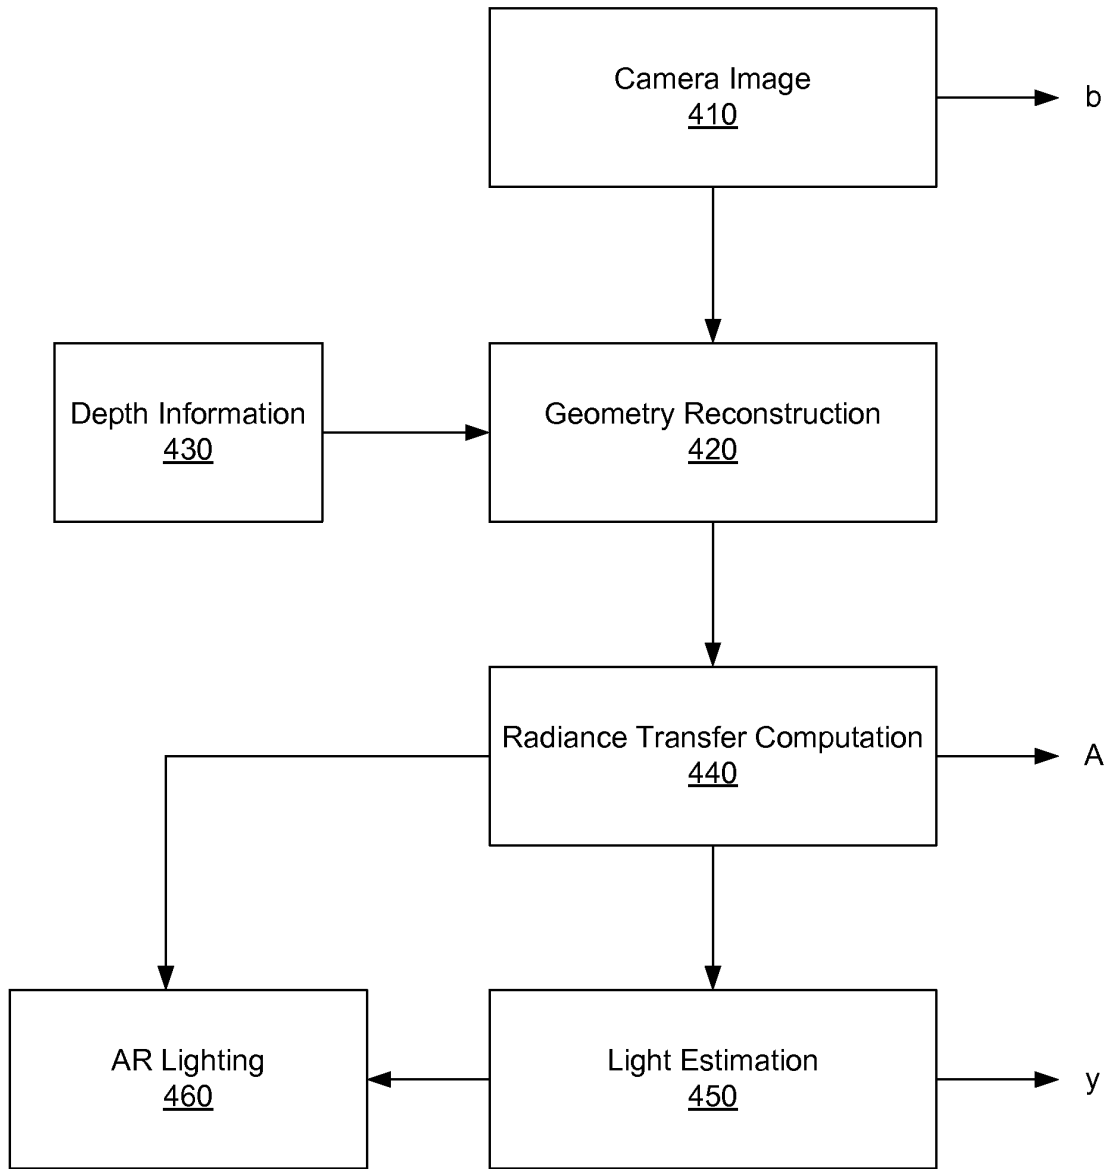 Camera Image
410
b
Depth Information
430
Geometry Reconstruction
420
Radiance Transfer Computation
440
A
AR Lighting
460
Light Estimation
450
y